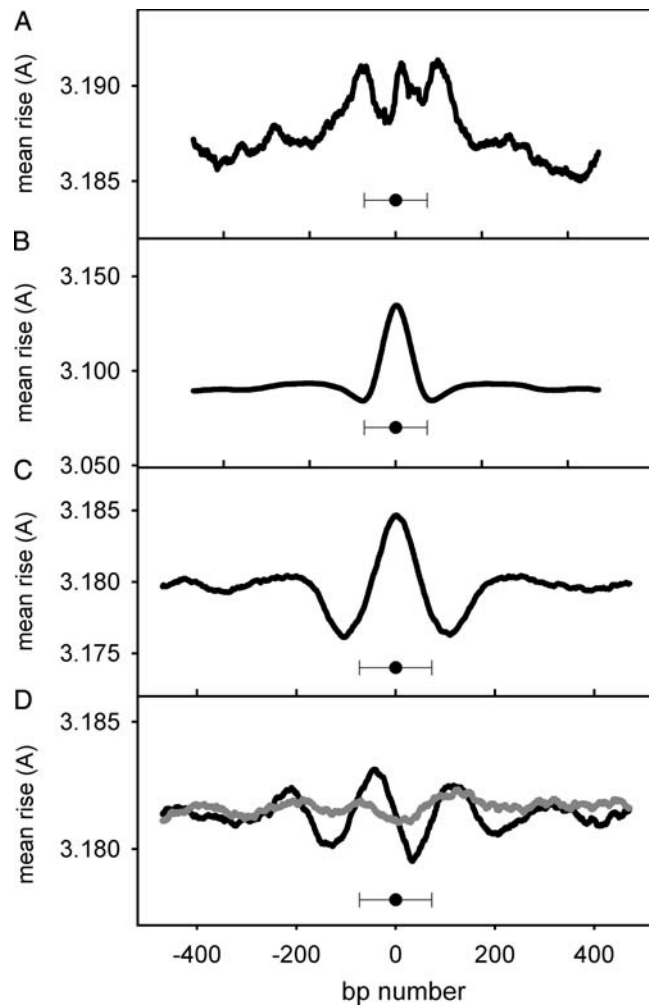 A
mean rise (A)
3.190
3.185
B
mean rise (A)
3.150
3.100
3.050
C
mean rise (A)
3.185
3.180
3.175
D
mean rise (A)
3.185
3.180
-400 -200 0 200 400
bp number